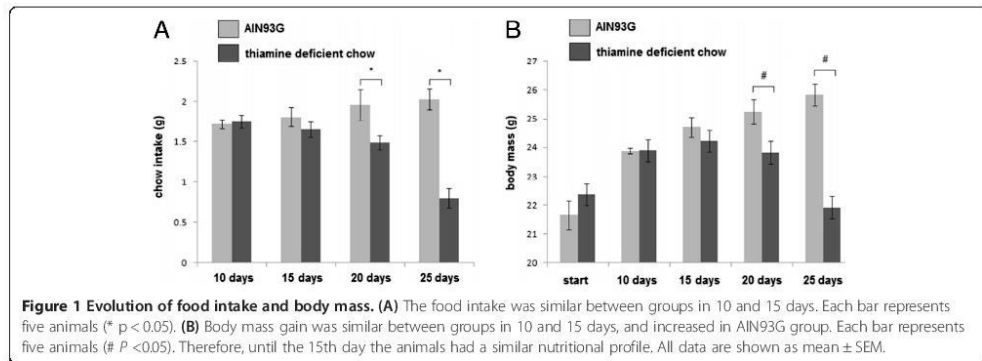 A
AIN93G
thiamine deficient chow
chow intake (g)
2.5
2
1.5
1
0.5
0
*
*
10 days
15 days
20 days
25 days
B
AIN93G
thiamine deficient chow
body mass (g)
27
26
25
24
23
22
21
20
#
#
start
10 days
15 days
20 days
25 days
Figure 1 Evolution of food intake and body mass. (A) The food intake was similar between groups in 10 and 15 days. Each bar represents
five animals (* p < 0.05). (B) Body mass gain was similar between groups in 10 and 15 days, and increased in AIN93G group. Each bar represents
five animals (# P <0.05). Therefore, until the 15th day the animals had a similar nutritional profile. All data are shown as mean ± SEM.